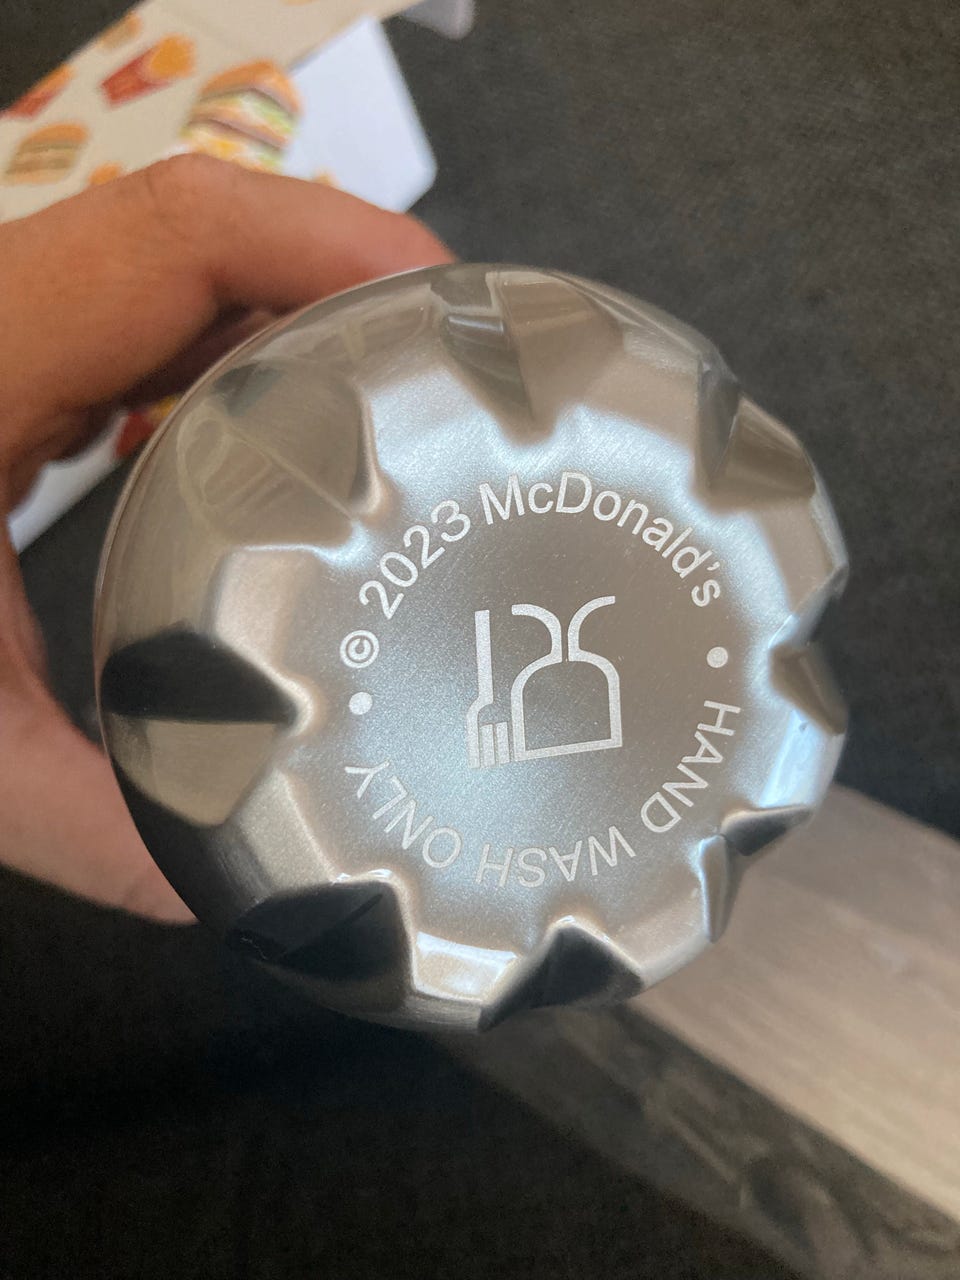 © 2023 McDonald's
• HAND WASH ONLY •